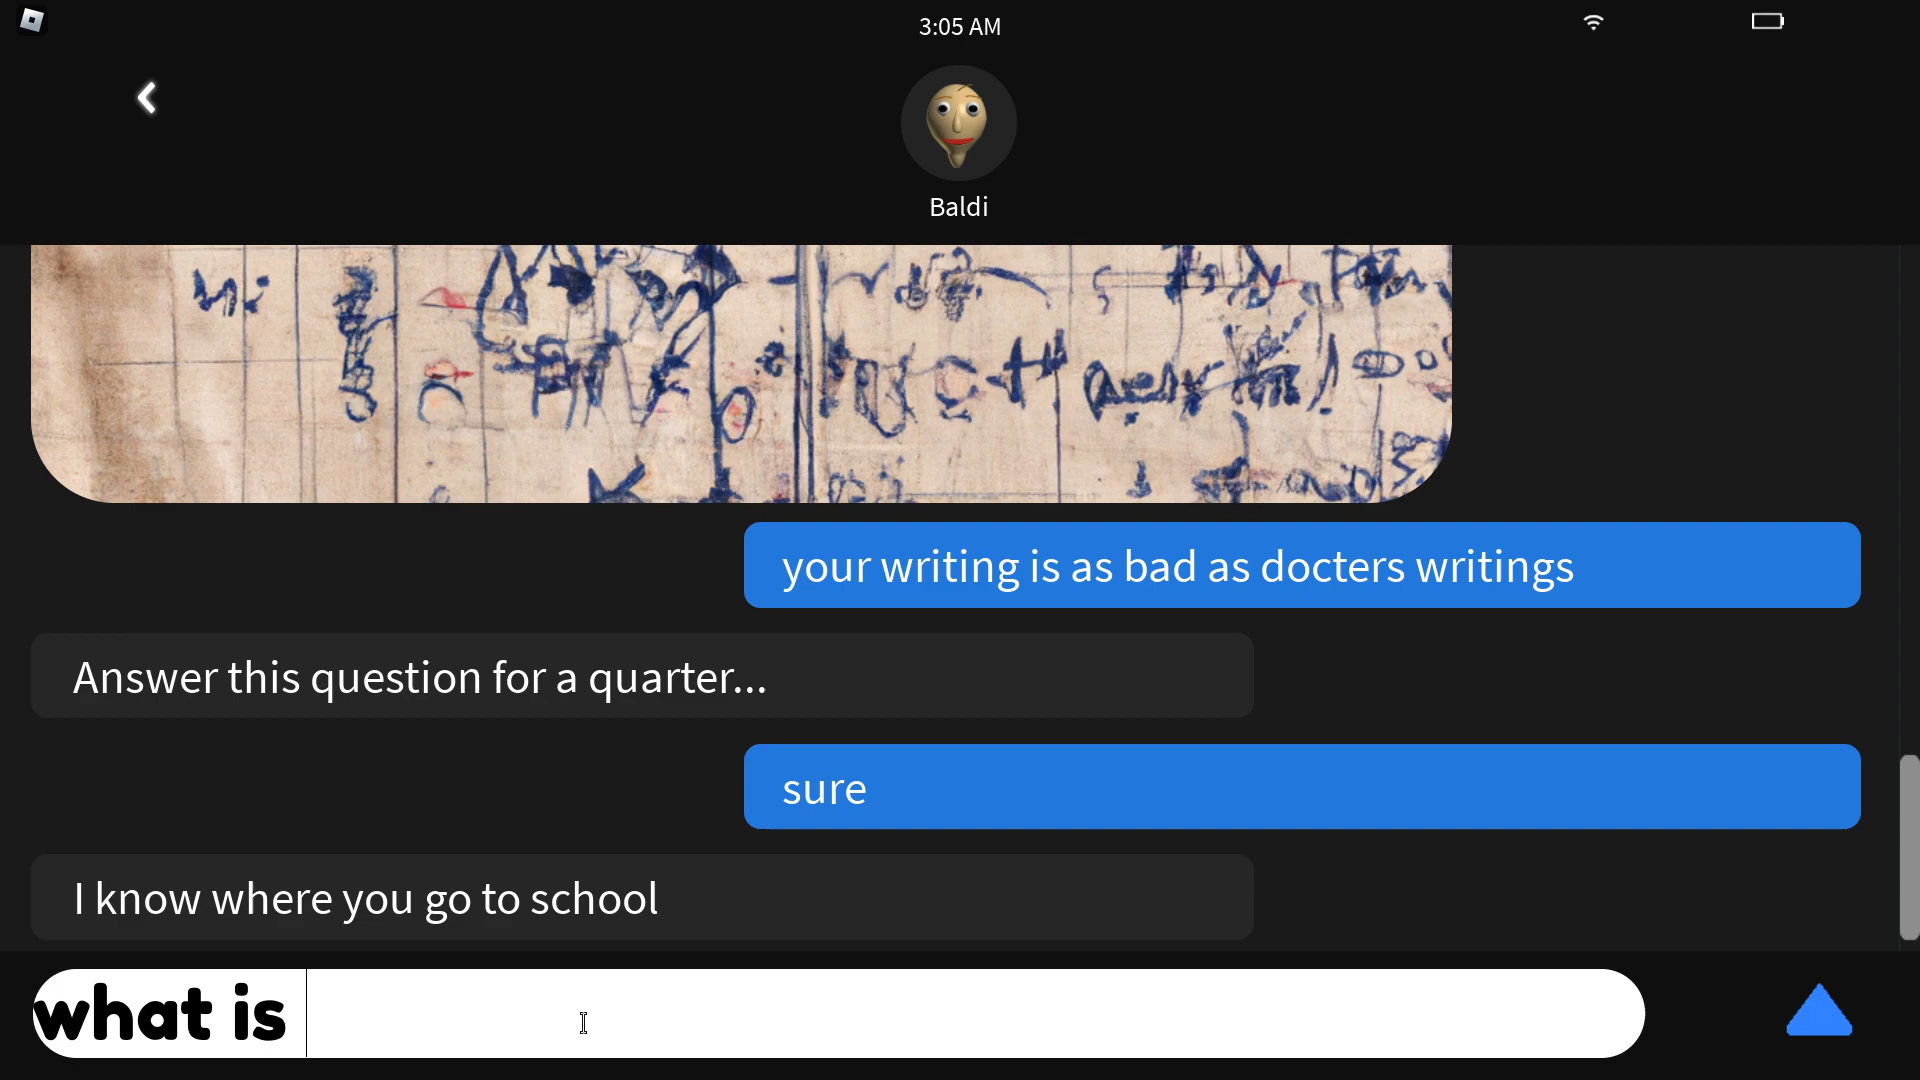 3:05 AM
Baldi
your writing is as bad as docters writings
Answer this question for a quarter...
sure
I know where you go to school
what is